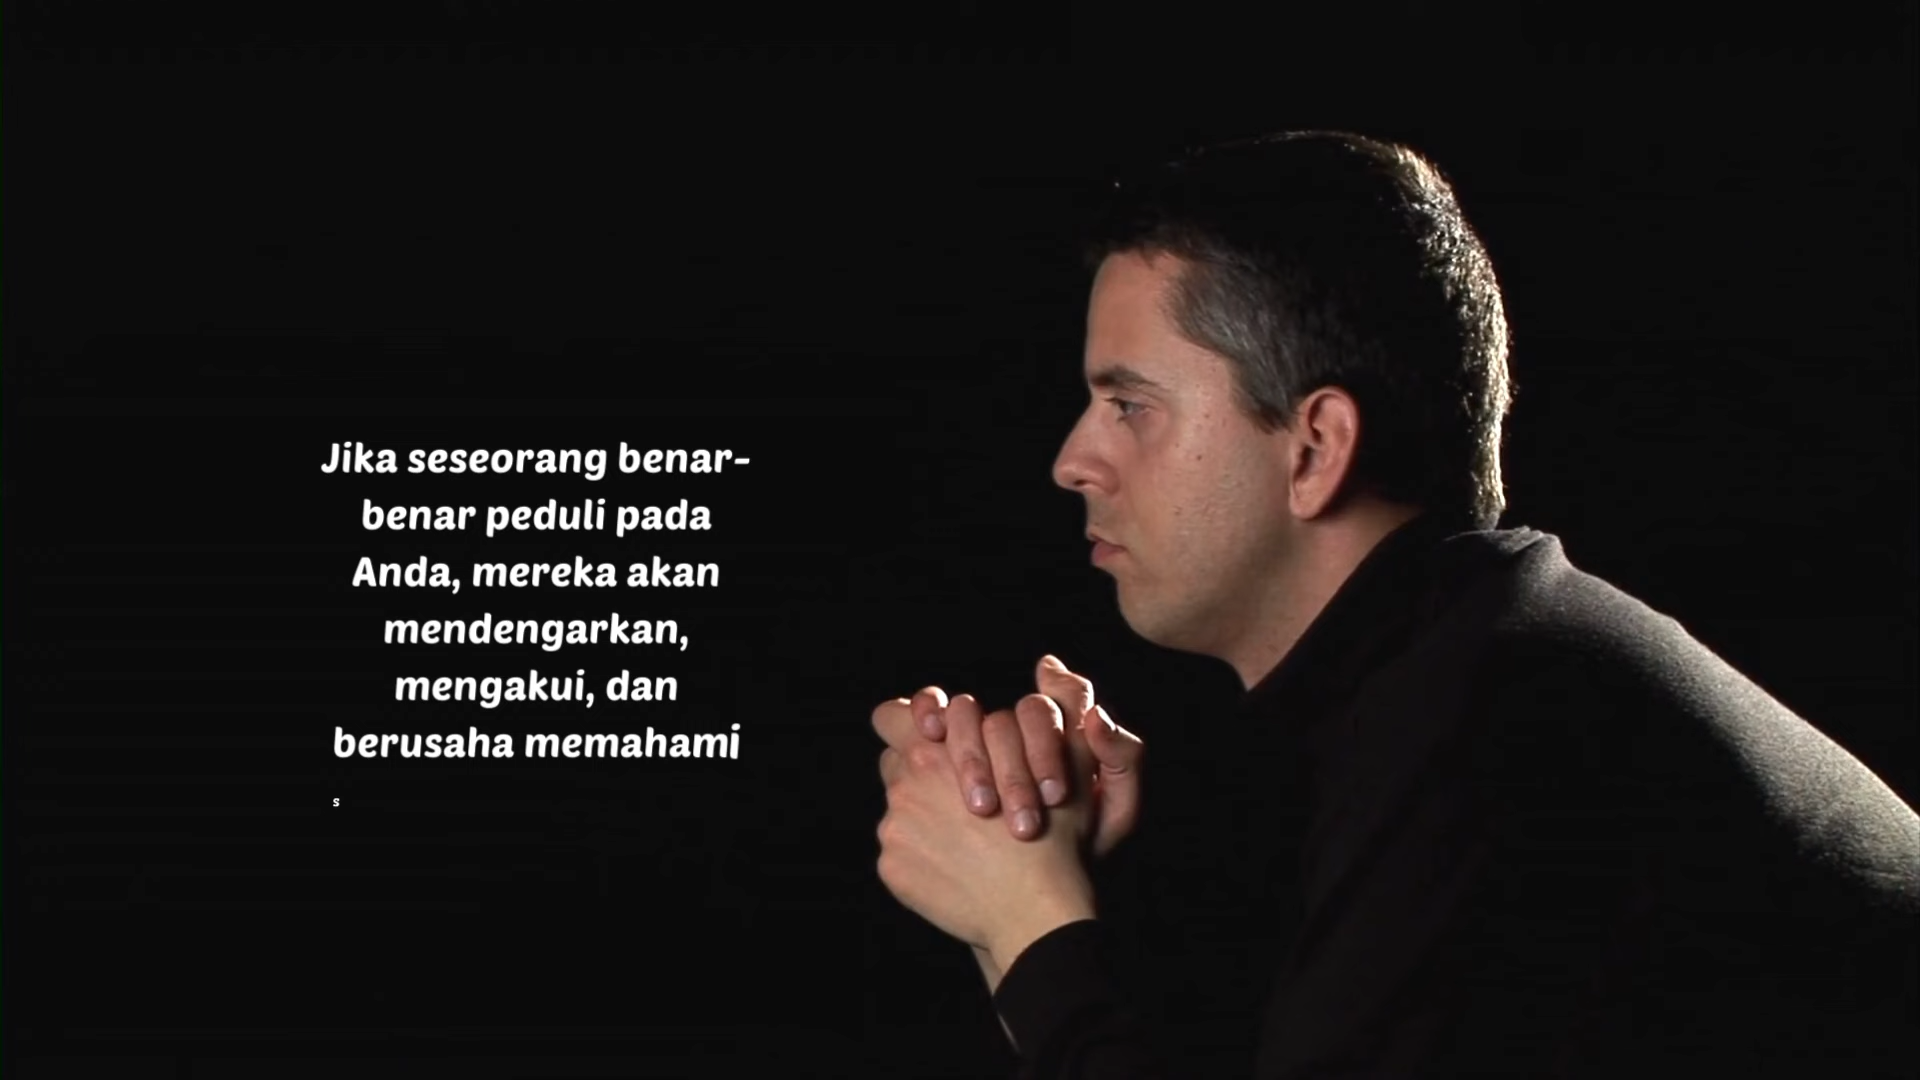 Jika seseorang benar-
benar peduli pada
Anda, mereka akan
mendengarkan,
mengakui, dan
berusaha memahami
s